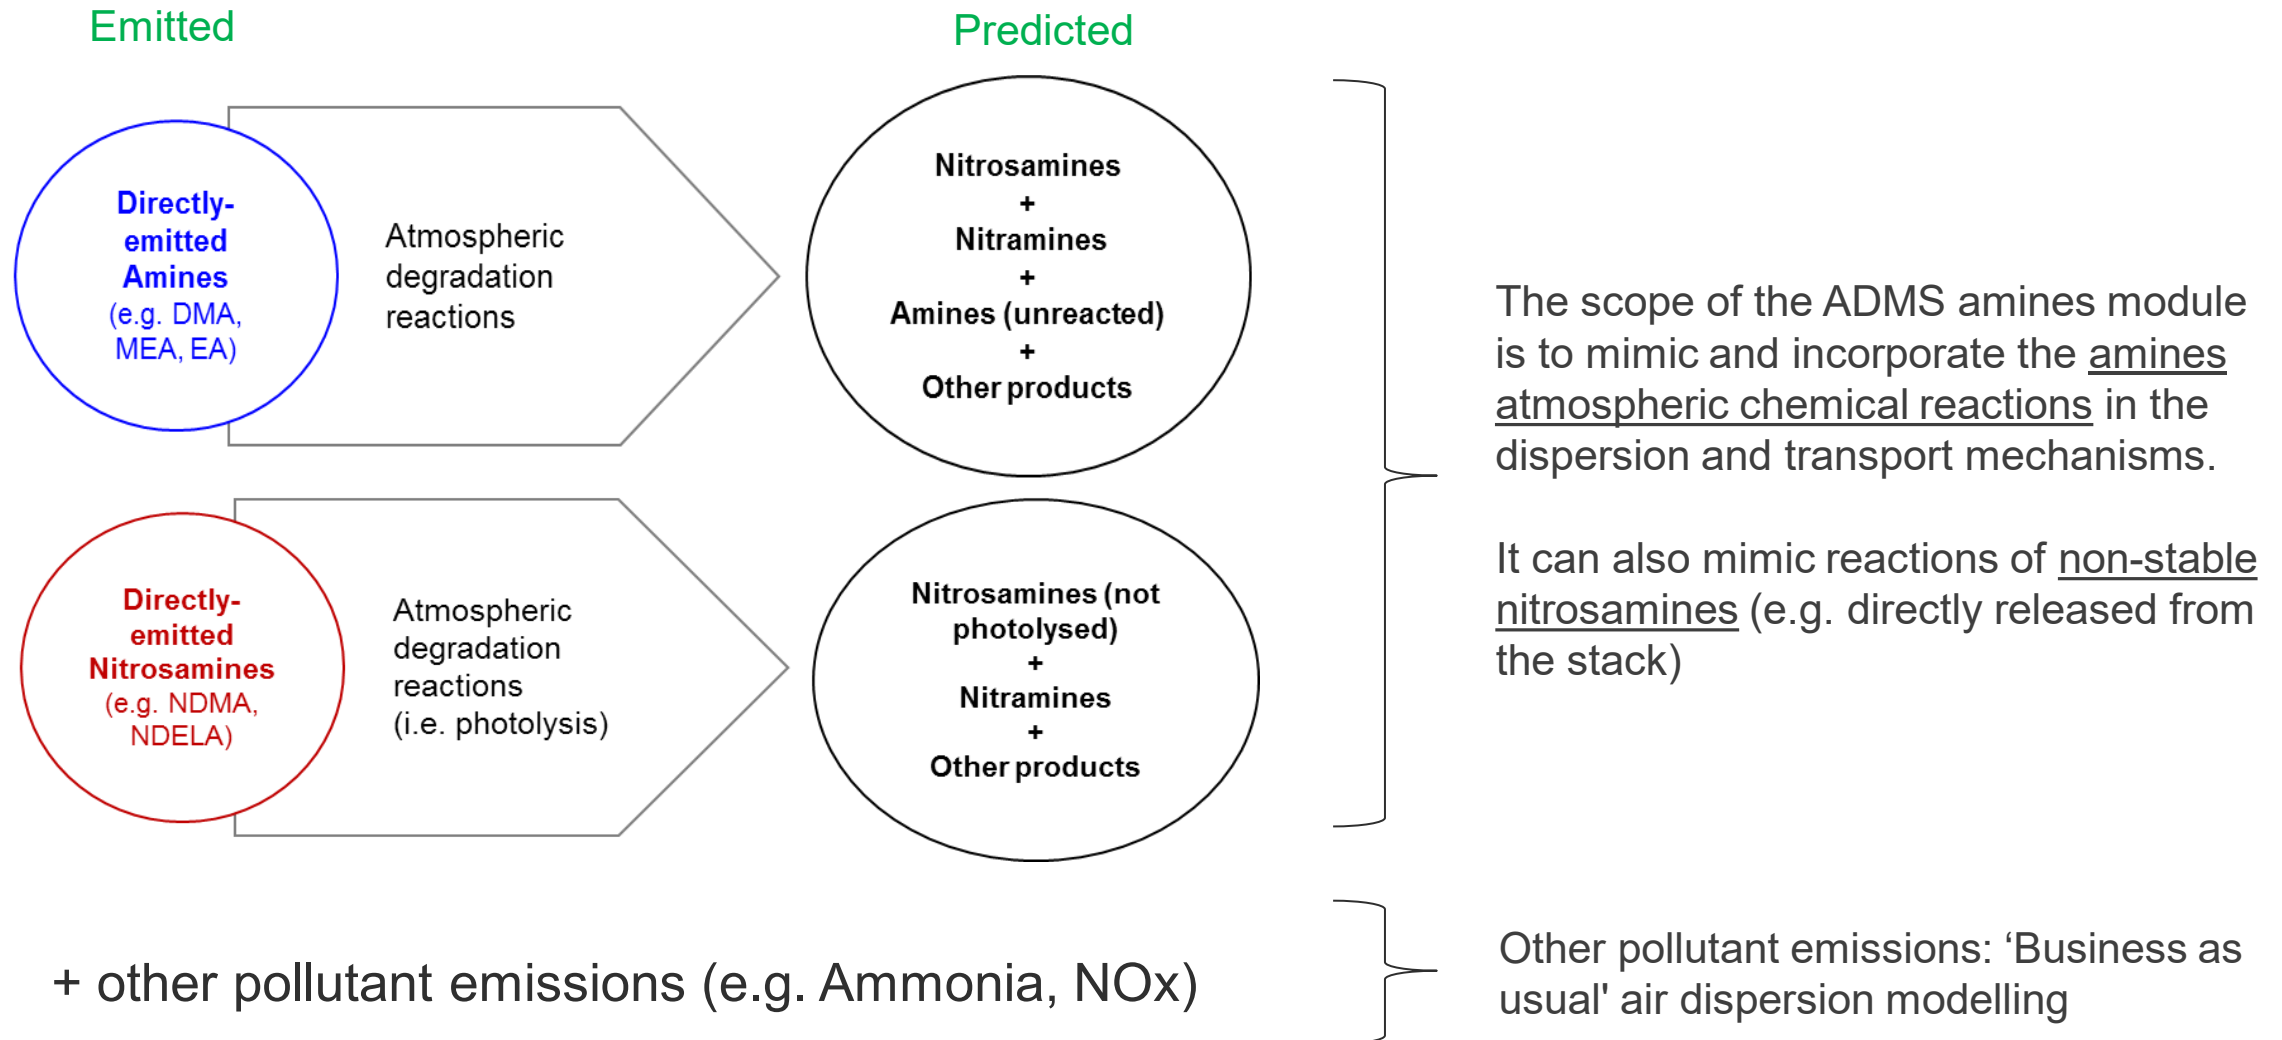 Emitted
Predicted
Directly-
emitted
Amines
(e.g. DMA,
MEA, EA)
Atmospheric
degradation
reactions
Nitrosamines
+
Nitramines
+
Amines (unreacted)
+
Other products
Directly-
emitted
Nitrosamines
(e.g. NDMA,
NDELA)
Atmospheric
degradation
reactions
(i.e. photolysis)
Nitrosamines (not
photolysed)
+
Nitramines
+
Other products
The scope of the ADMS amines module
is to mimic and incorporate the amines
atmospheric chemical reactions in the
dispersion and transport mechanisms.
It can also mimic reactions of non-stable
nitrosamines (e.g. directly released from
the stack)
+ other pollutant emissions (e.g. Ammonia, NOx)
Other pollutant emissions: ‘Business as
usual' air dispersion modelling